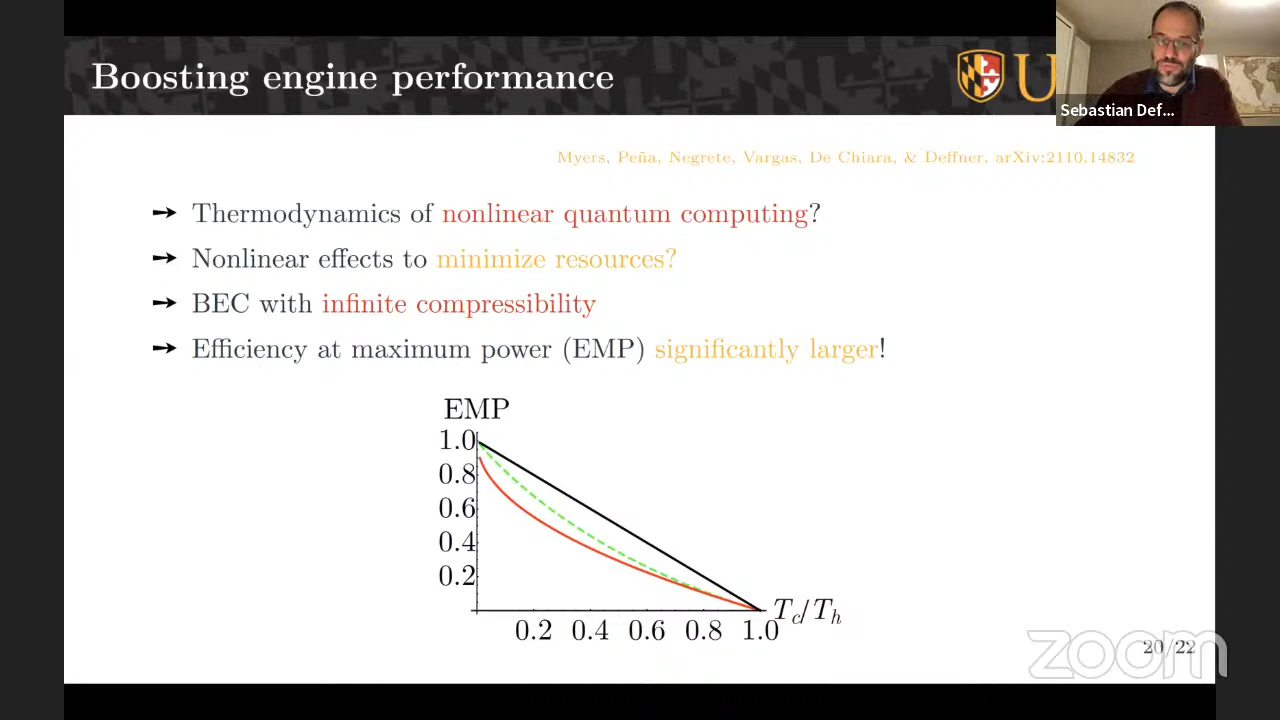 Boosting engine performance
U
Sebastian Def...
Myers, Peña, Negrete, Vargas, De Chiara, & Deffner, arXiv:2110.14832
➙ Thermodynamics of nonlinear quantum computing?
➙ Nonlinear effects to minimize resources?
➙ BEC with infinite compressibility
➙ Efficiency at maximum power (EMP) significantly larger!
EMP
1.0
0.8
0.6
0.4
0.2
0.2 0.4 0.6 0.8 1.0
Tc/Th
zoom
20/22